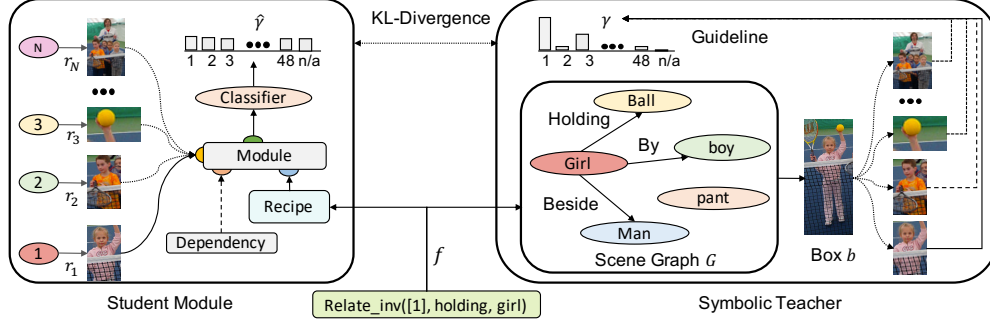 KL-Divergence
Guideline
N
r_N
3
r_3
2
r_2
1
r_1
ŷ
1 2 3 48 n/a
Classifier
Module
Recipe
Dependency
Student Module
f
Relate_inv([1], holding, girl)
γ
1 2 3 48 n/a
Ball
Holding
Girl
By
boy
pant
Beside
Man
Scene Graph G
Box b
Symbolic Teacher